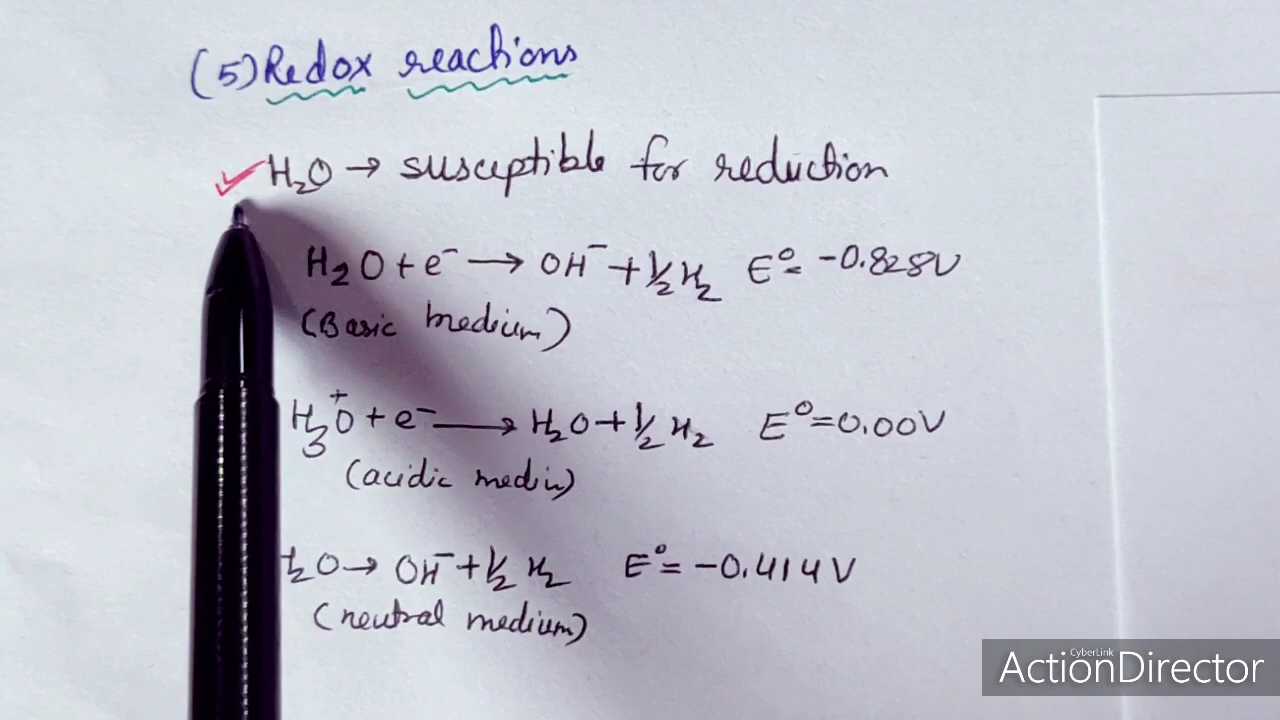 (5) Redox reactions
H₂O → susceptible for reduction
H₂O + e⁻ → OH⁻ + ½ H₂ E° = -0.828V
(Basic medium)
H₃O⁺ + e⁻ → H₂O + ½ H₂ E° = 0.00V
(acidic mediu)
H₂O → OH⁻ + ½ H₂ E° = -0.414V
(neutral medium)
CyberLink
ActionDirector